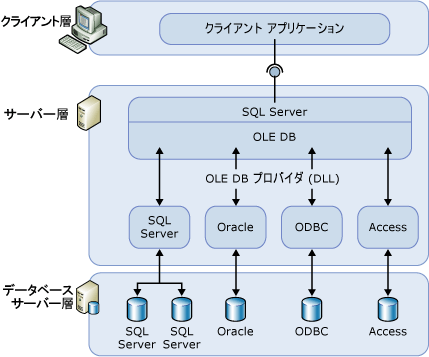 クライアント層
クライアント アプリケーション
サーバー層
SQL Server
OLE DB
OLE DB プロバイダ (DLL)
SQL
Server
Oracle
ODBC
Access
データベース
サーバー層
SQL
Server
SQL
Server
Oracle
ODBC
Access